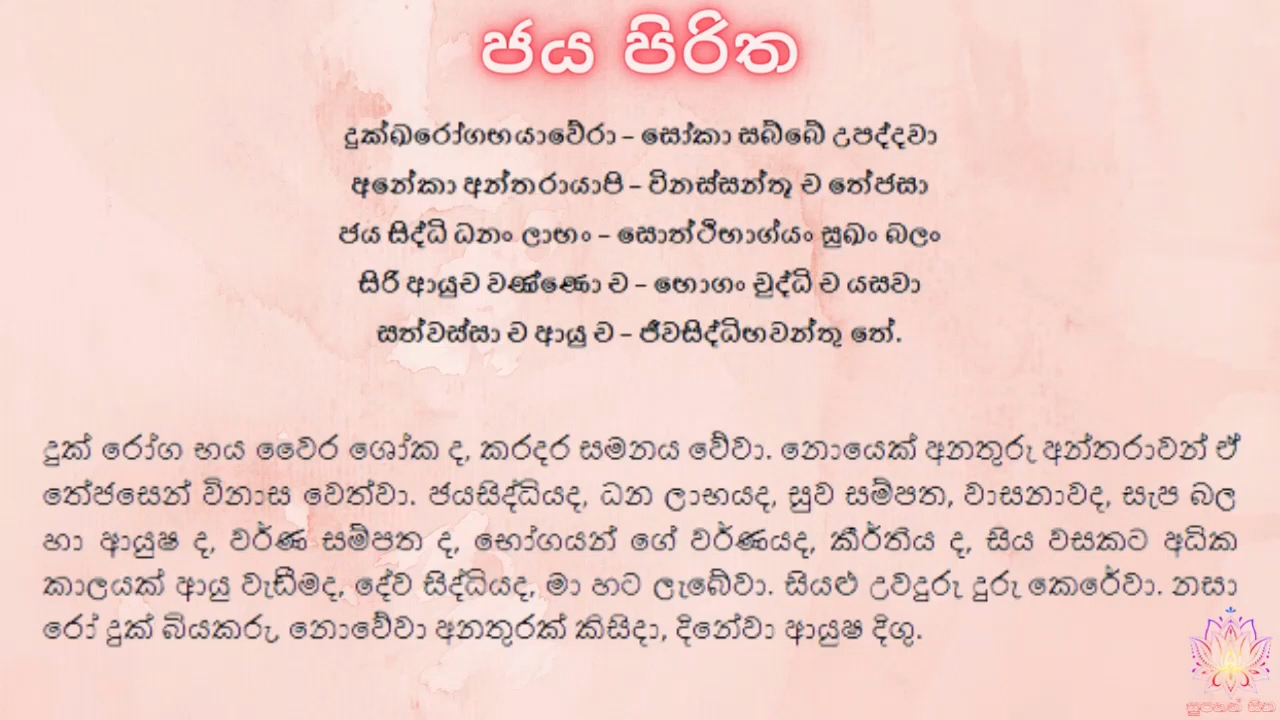 ජය පිරිත
දුක්ඛරෝගභයාවේරා – සෝකා සබ්බේ උපද්දවා
අනේකා අන්තරායාපි – විනස්සන්තූ ච තේජසා
ජය සිද්ධි ධනං ලාභං – සොත්ථිභාග්යං සුඛං බලං
සිරි ආයුච වණ්ණො ච – භොගං වුද්ධි ච යසවා
සත්වස්සා ච ආයු ච – ජීවසිද්ධිභවන්තු තේ.
දුක් රෝග භය වෛර ශෝක ද, කරදර සමනය වේවා. නොයෙක් අනතුරු අන්තරාවන් ඒ
තේජසෙන් විනාස වෙත්වා. ජයසිද්ධියද, ධන ලාභයද, සුව සම්පත, වාසනාවද, සැප බල
හා ආයුෂ ද, වර්ණ සම්පත ද, භෝගයන් ගේ වර්ණයද, කීර්තිය ද, සිය වසකට අධික
කාලයක් ආයු වැඩීමද, දේව සිද්ධියද, මා හට ලැබේවා. සියළු උවදුරු දුරු කෙරේවා. නසා
රෝ දුක් බියකරු, නොවේවා අනතුරක් කිසිදා, දිනේවා ආයුෂ දිගු.
සුපහන් සිත